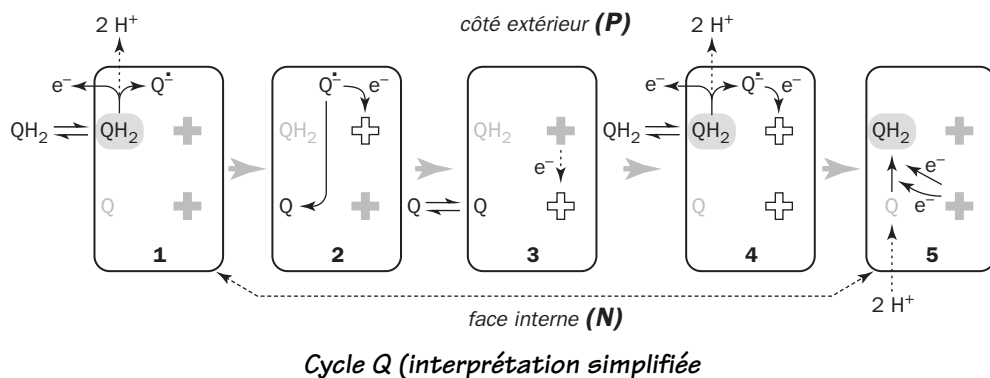 2 H⁺ côté extérieur (P) 2 H⁺
e⁻ Q∸ Q∸ e⁻ e⁻ Q∸ e⁻
QH₂ QH₂ QH₂ QH₂ QH₂ QH₂ QH₂
e⁻ e⁻
Q Q Q Q Q Q e⁻
1 2 3 4 5
face interne (N) 2 H⁺
Cycle Q (interprétation simplifiée